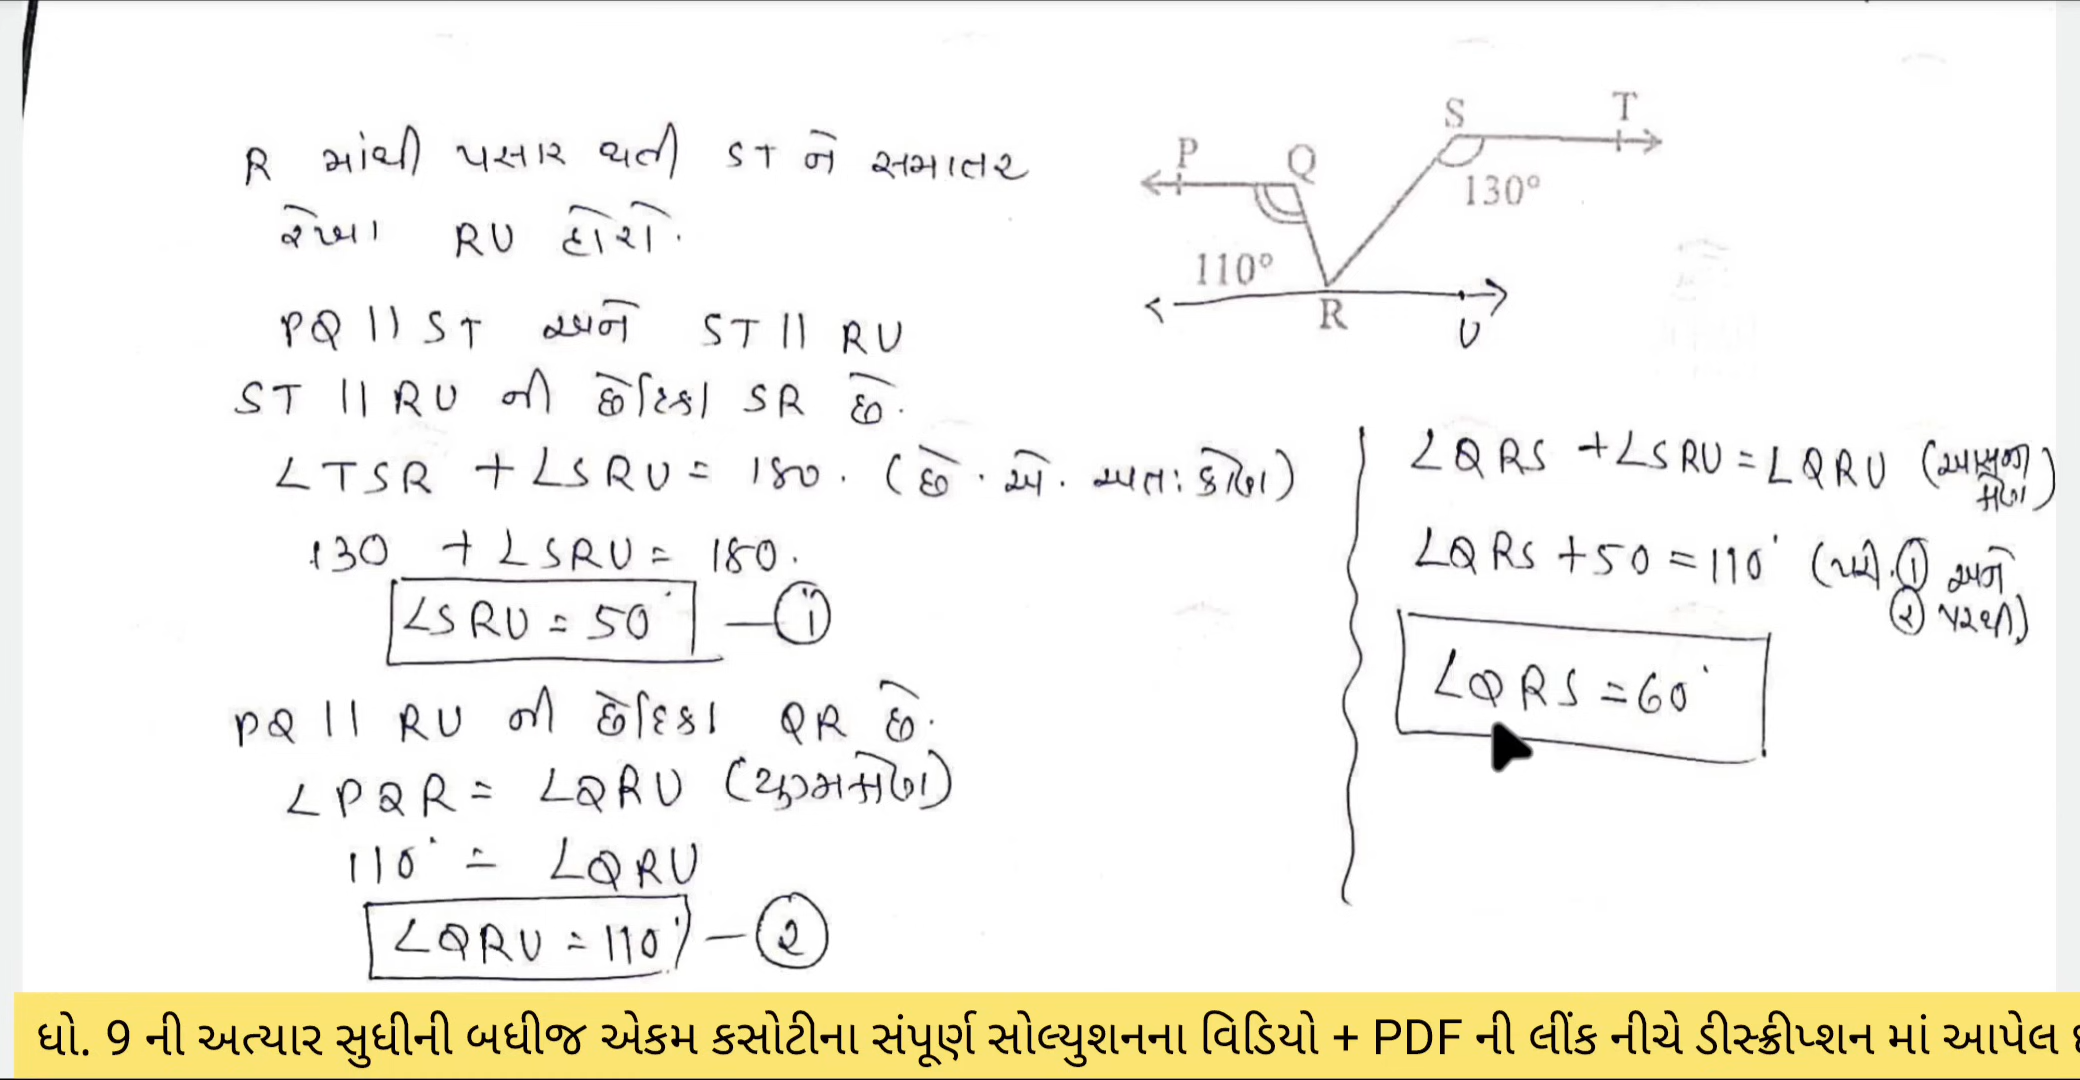 R માંથી પસાર થતી ST ને સમાતર
રેખા RU દોરો.
PQ || ST અને ST || RU
ST || RU ની છેદિકા SR છે.
∠TSR + ∠SRU = 180. (છે. એ. અત: કોણ)
130 + ∠SRU = 180.
∠SRU = 50° — ①
PQ || RU ની છેદિકા QR છે.
∠PQR = ∠QRU (યુગ્મકોણ)
110° = ∠QRU
∠QRU = 110° — ②
S T
P Q
130°
110°
R U
∠QRS + ∠SRU = ∠QRU (આસન્ન કોણ)
∠QRS + 50 = 110° (પરિ. ① અને
② પરથી)
∠QRS = 60°
ધો. 9 ની અત્યાર સુધીની બધીજ એકમ કસોટીના સંપૂર્ણ સોલ્યુશનના વિડિયો + PDF ની લીંક નીચે ડીસ્ક્રીપ્શન માં આપેલ